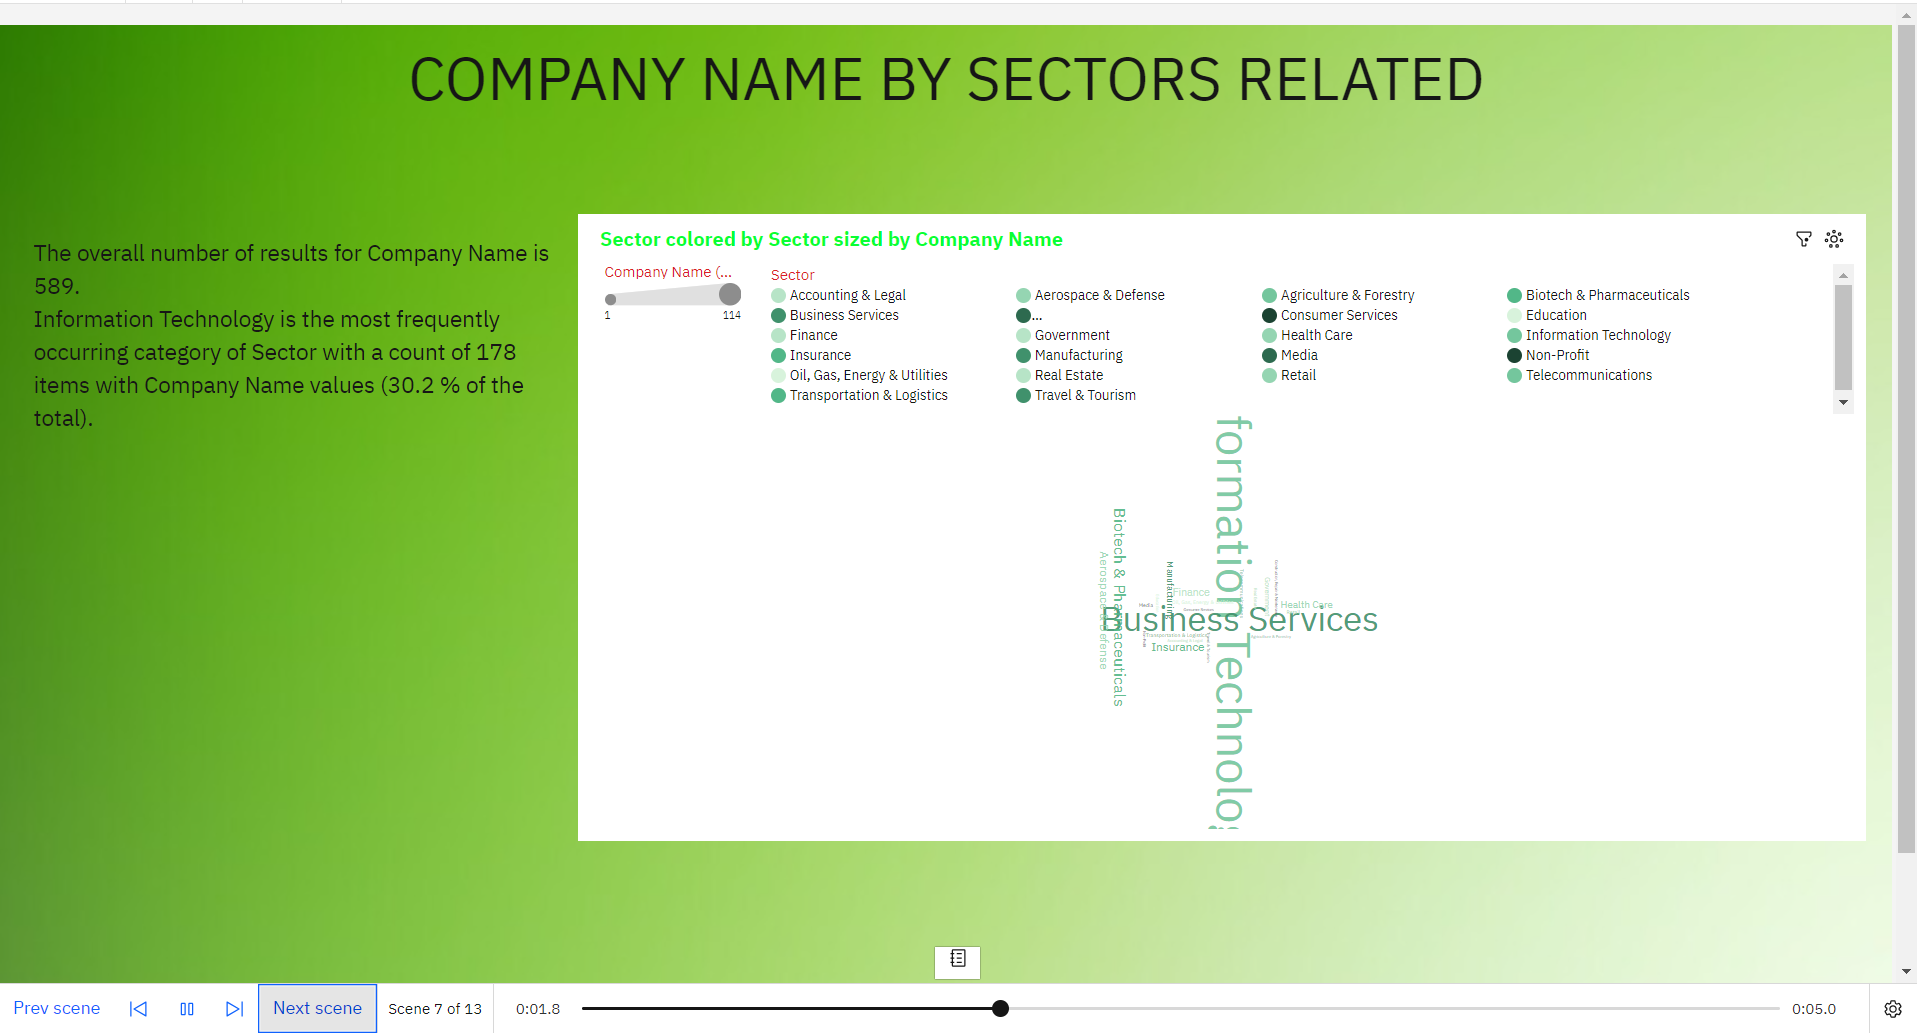 COMPANY NAME BY SECTORS RELATED
The overall number of results for Company Name is
589.
Information Technology is the most frequently
occurring category of Sector with a count of 178
items with Company Name values (30.2 % of the
total).
Sector colored by Sector sized by Company Name
Company Name (...
1 114
Sector
Accounting & Legal
Aerospace & Defense
Agriculture & Forestry
Biotech & Pharmaceuticals
Business Services
...
Consumer Services
Education
Finance
Government
Health Care
Information Technology
Insurance
Manufacturing
Media
Non-Profit
Oil, Gas, Energy & Utilities
Real Estate
Retail
Telecommunications
Transportation & Logistics
Travel & Tourism
formation Technolog
Biotech & Pharmaceuticals
Aerospace & Defense
Manufacturing
Finance
Government
Health Care
Media
Business Services
Transportation & Logistics
Insurance
Agriculture & Forestry
Prev scene
Next scene
Scene 7 of 13
0:01.8
0:05.0